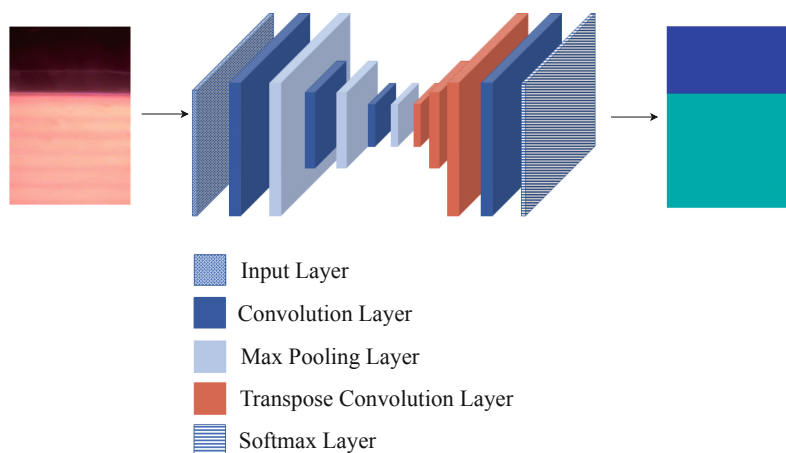 Input Layer
Convolution Layer
Max Pooling Layer
Transpose Convolution Layer
Softmax Layer